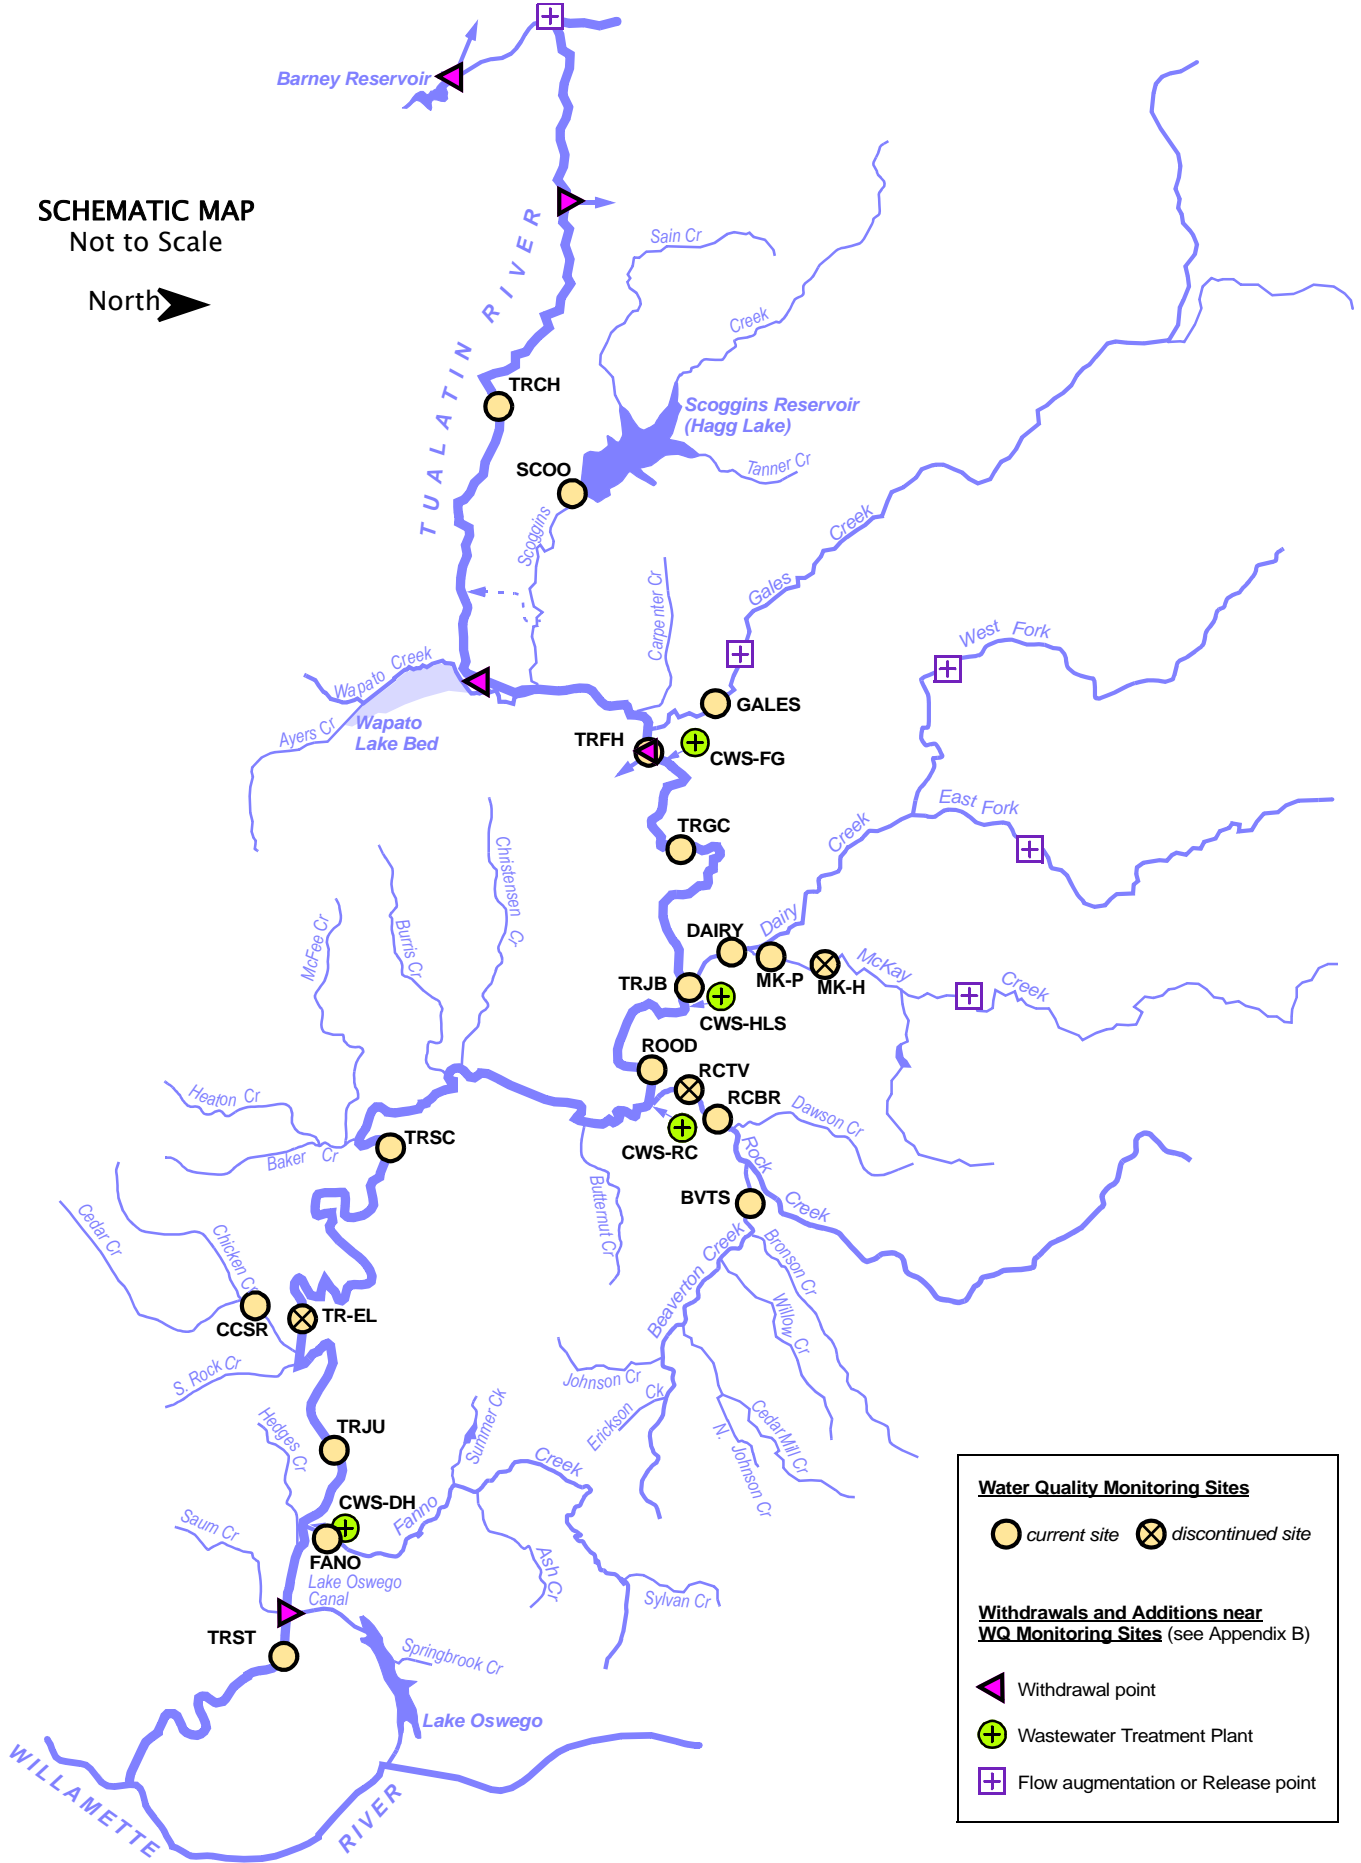 Barney Reservoir
SCHEMATIC MAP
Not to Scale
North
TUALATIN RIVER
Sain Cr
Creek
TRCH
Scoggins Reservoir
(Hagg Lake)
Tanner Cr
SCOO
Scoggins
Creek
Gales
Carpenter Cr
West Fork
Wapato Creek
GALES
Ayers Cr
Wapato
Lake Bed
TRFH
CWS-FG
East Fork
TRGC
Creek
Christensen Cr
Burris Cr
McFee Cr
Dairy
DAIRY
MK-P
MK-H
McKay
Creek
TRJB
CWS-HLS
ROOD
RCTV
RCBR
Dawson Cr
Heaton Cr
TRSC
Baker Cr
CWS-RC
Rock
Creek
Butternut Cr
BVTS
Cedar Cr
Chicken Cr
Beaverton Creek
Bronson Cr
Willow Cr
CCSR
TR-EL
S. Rock Cr
Johnson Cr
Erickson Ck
Cedar Mill Cr
N. Johnson Cr
Hedges Cr
TRJU
Summer Ck
Creek
Fanno
CWS-DH
Saum Cr
FANO
Ash Cr
Sylvan Cr
Lake Oswego
Canal
TRST
Springbrook Cr
Lake Oswego
WILLAMETTE
RIVER
Water Quality Monitoring Sites
current site
discontinued site
Withdrawals and Additions near
WQ Monitoring Sites (see Appendix B)
Withdrawal point
Wastewater Treatment Plant
Flow augmentation or Release point